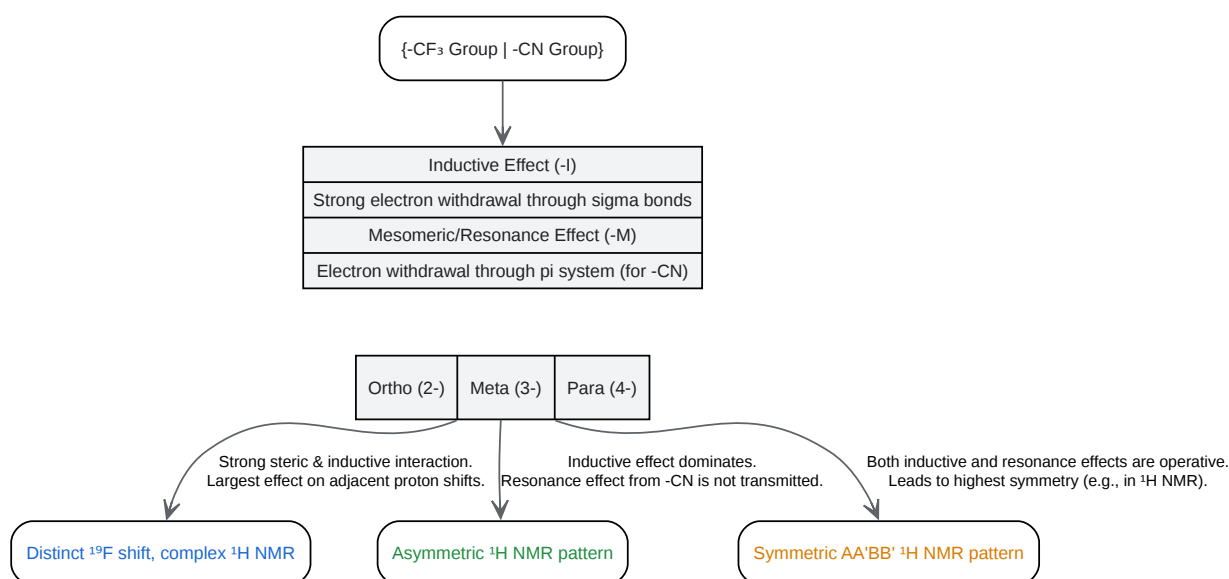 {-CF₃ Group | -CN Group}
Inductive Effect (-I)
Strong electron withdrawal through sigma bonds
Mesomeric/Resonance Effect (-M)
Electron withdrawal through pi system (for -CN)
Ortho (2-)
Meta (3-)
Para (4-)
Strong steric & inductive interaction.
Largest effect on adjacent proton shifts.
Inductive effect dominates.
Resonance effect from -CN is not transmitted.
Both inductive and resonance effects are operative.
Leads to highest symmetry (e.g., in ¹H NMR).
Distinct ¹⁹F shift, complex ¹H NMR
Asymmetric ¹H NMR pattern
Symmetric AA'BB' ¹H NMR pattern